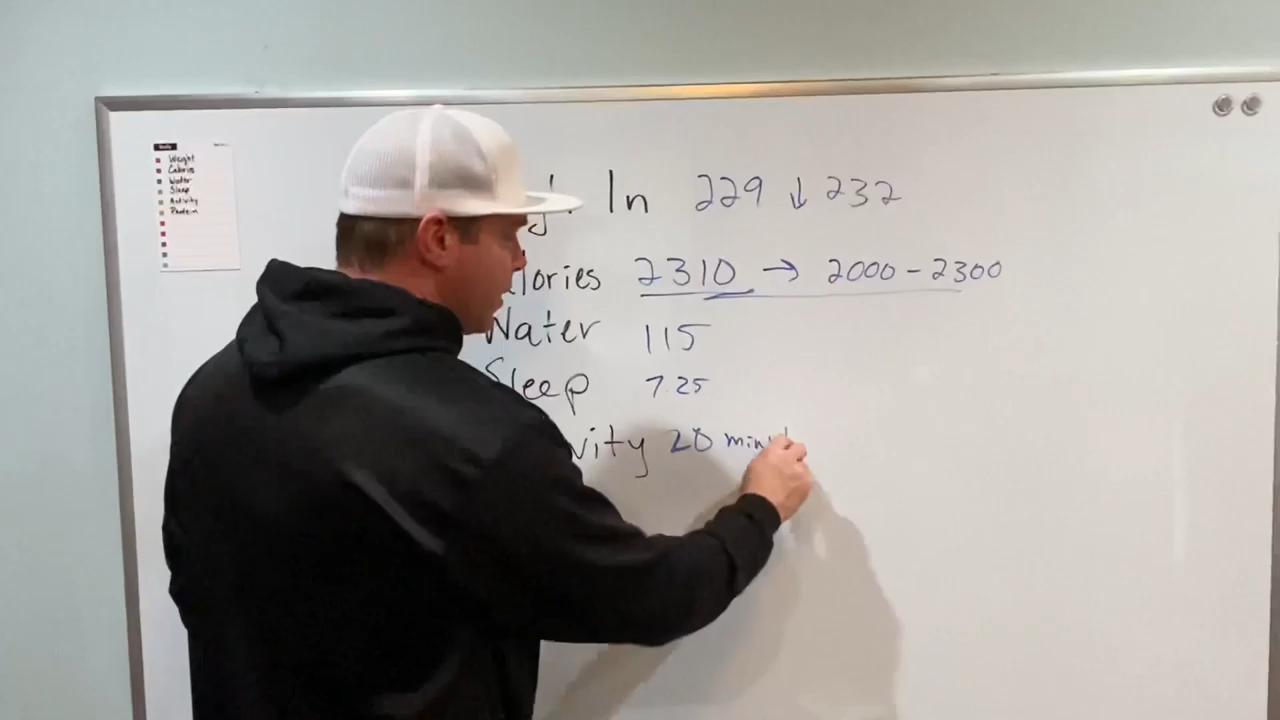 Weight
Calories
Water
Sleep
Activity
Protein
In 229 ↓ 232
alories 2310 → 2000 - 2300
Water 115
Sleep 7.25
vity 20 min